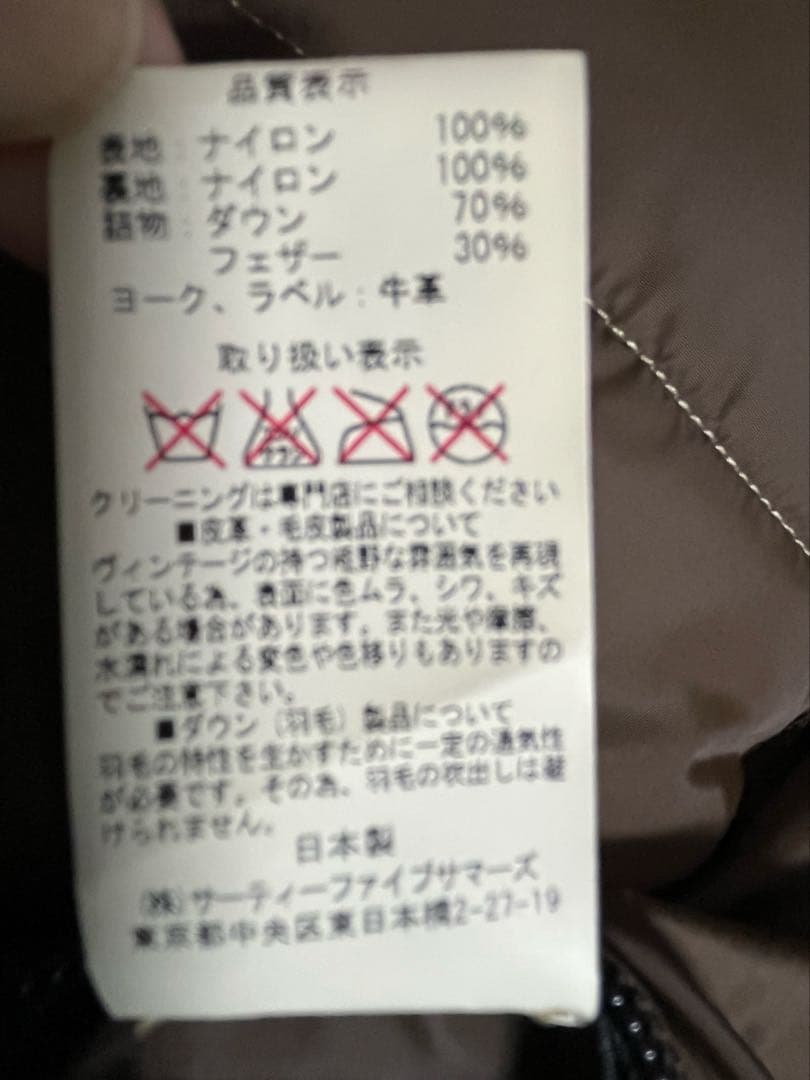 品質表示
表地：ナイロン 100%
裏地：ナイロン 100%
詰物：ダウン 70%
フェザー 30%
ヨーク、ラベル：牛革
取り扱い表示
クリーニングは専門店にご相談ください
■皮革・毛皮製品について
ヴィンテージの持つ粗野な雰囲気を再現
している為、表面に色ムラ、シワ、キズ
がある場合があります。また光や摩擦、
水濡れによる変色や色移りもありますの
でご注意下さい。
■ダウン（羽毛）製品について
羽毛の特性を生かすために一定の通気性
が必要です。その為、羽毛の吹出しは避
けられません。
日本製
（株）サーティーファイブサマーズ
東京都中央区東日本橋2-27-19